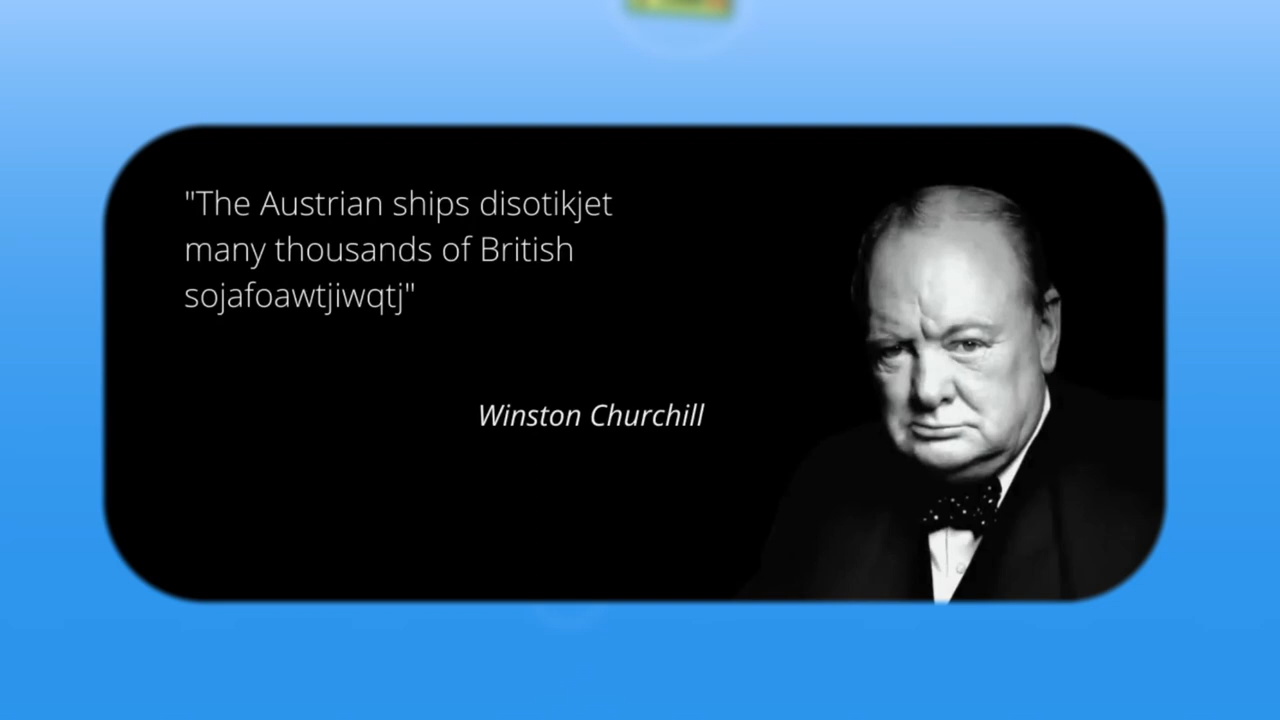 "The Austrian ships disotikjet
many thousands of British
sojafoawtjiwqtj"
Winston Churchill